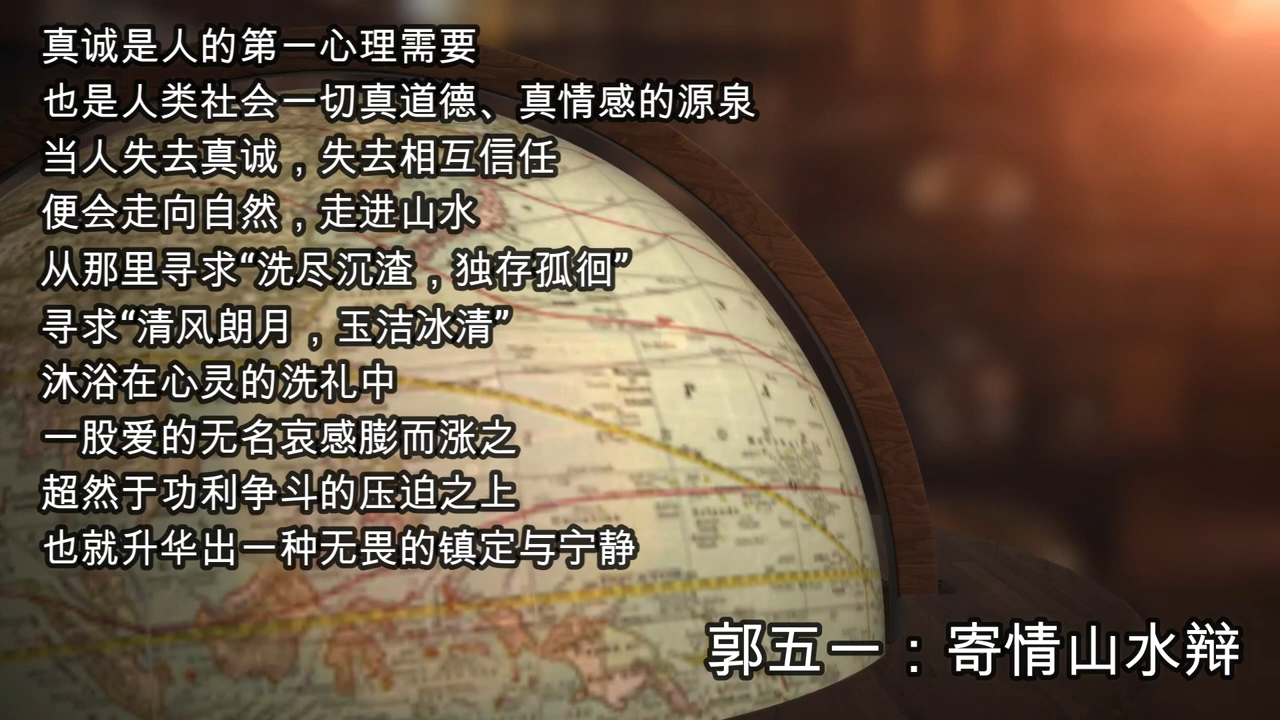 真诚是人的第一心理需要
也是人类社会一切真道德、真情感的源泉
当人失去真诚，失去相互信任
便会走向自然，走进山水
从那里寻求“洗尽沉渣，独存孤徊”
寻求“清风朗月，玉洁冰清”
沐浴在心灵的洗礼中
一股爱的无名哀感膨而涨之
超然于功利争斗的压迫之上
也就升华出一种无畏的镇定与宁静
郭五一：寄情山水辩